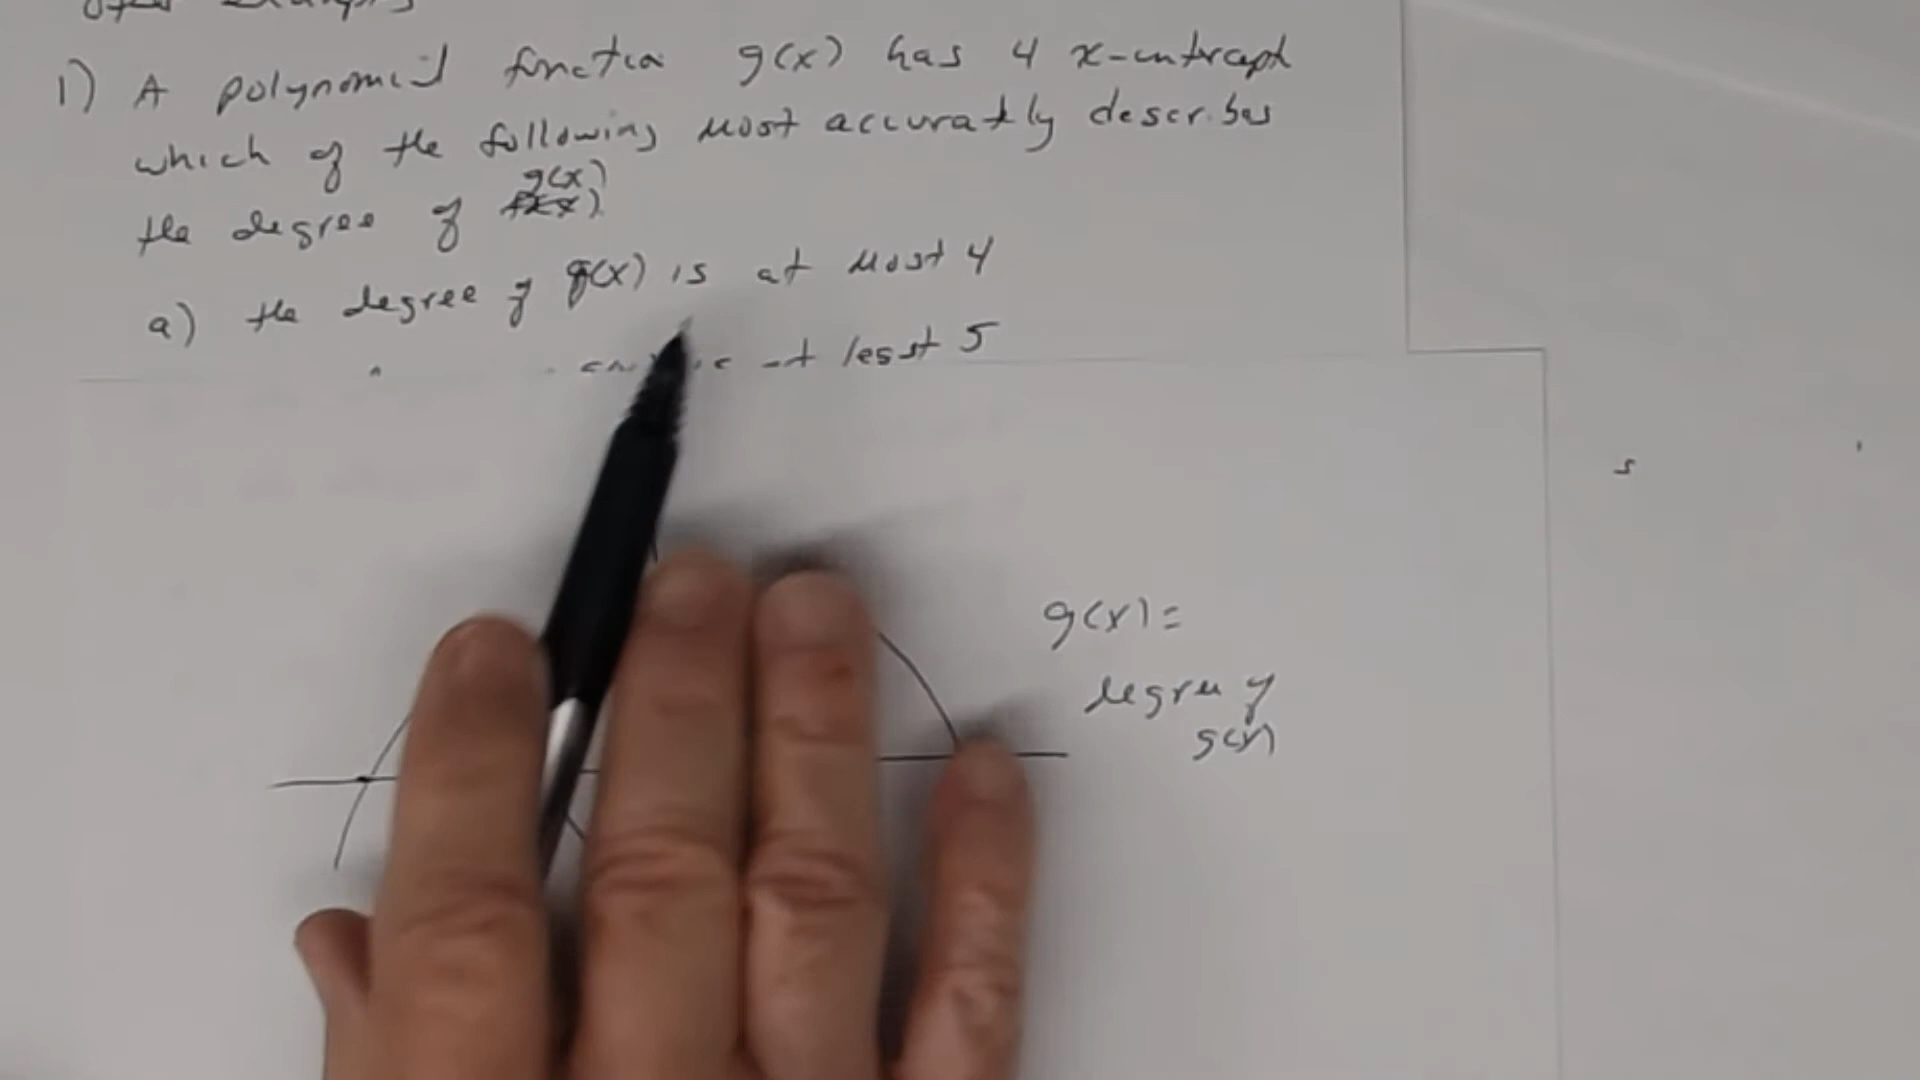 1) A polynomial function g(x) has 4 x-intercept
which of the following most accurately describes
the degree of g(x)
a) the degree of g(x) is at most 4
at least 5
g(x) =
degree of
g(x)
s